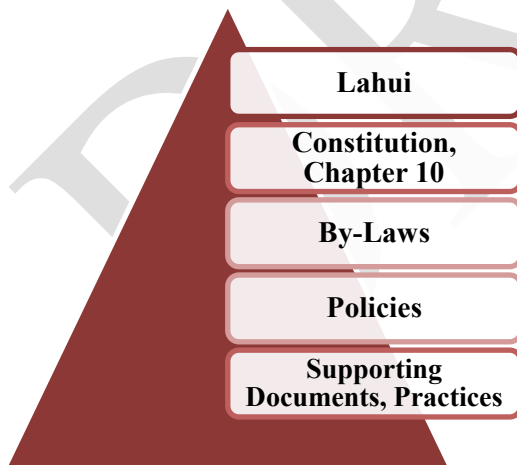 Lahui
Constitution,
Chapter 10
By-Laws
Policies
Supporting
Documents, Practices